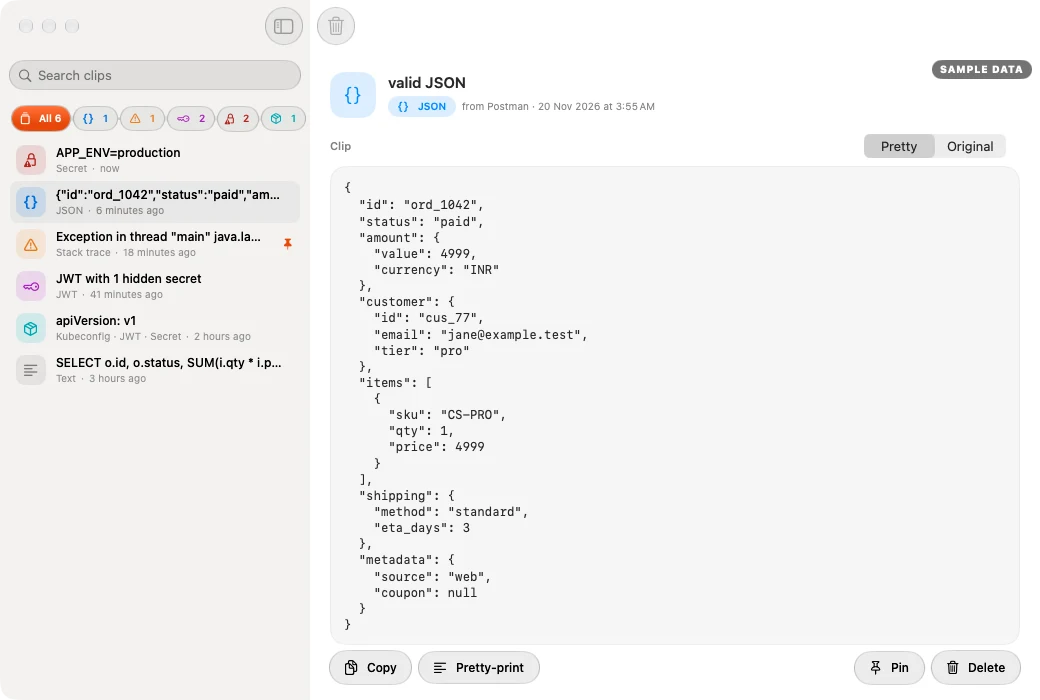 Search clips
All 6
{} 1
1
2
2
1
APP_ENV=production
Secret · now
{} {"id":"ord_1042","status":"paid","am...
JSON · 6 minutes ago
Exception in thread "main" java.la...
Stack trace · 18 minutes ago
JWT with 1 hidden secret
JWT · 41 minutes ago
apiVersion: v1
Kubeconfig · JWT · Secret · 2 hours ago
SELECT o.id, o.status, SUM(i.qty * i.p...
Text · 3 hours ago
SAMPLE DATA
{} valid JSON
{} JSON from Postman · 20 Nov 2026 at 3:55 AM
Clip
Pretty Original
{
  "id": "ord_1042",
  "status": "paid",
  "amount": {
    "value": 4999,
    "currency": "INR"
  },
  "customer": {
    "id": "cus_77",
    "email": "jane@example.test",
    "tier": "pro"
  },
  "items": [
    {
      "sku": "CS-PRO",
      "qty": 1,
      "price": 4999
    }
  ],
  "shipping": {
    "method": "standard",
    "eta_days": 3
  },
  "metadata": {
    "source": "web",
    "coupon": null
  }
}
Copy Pretty-print Pin Delete